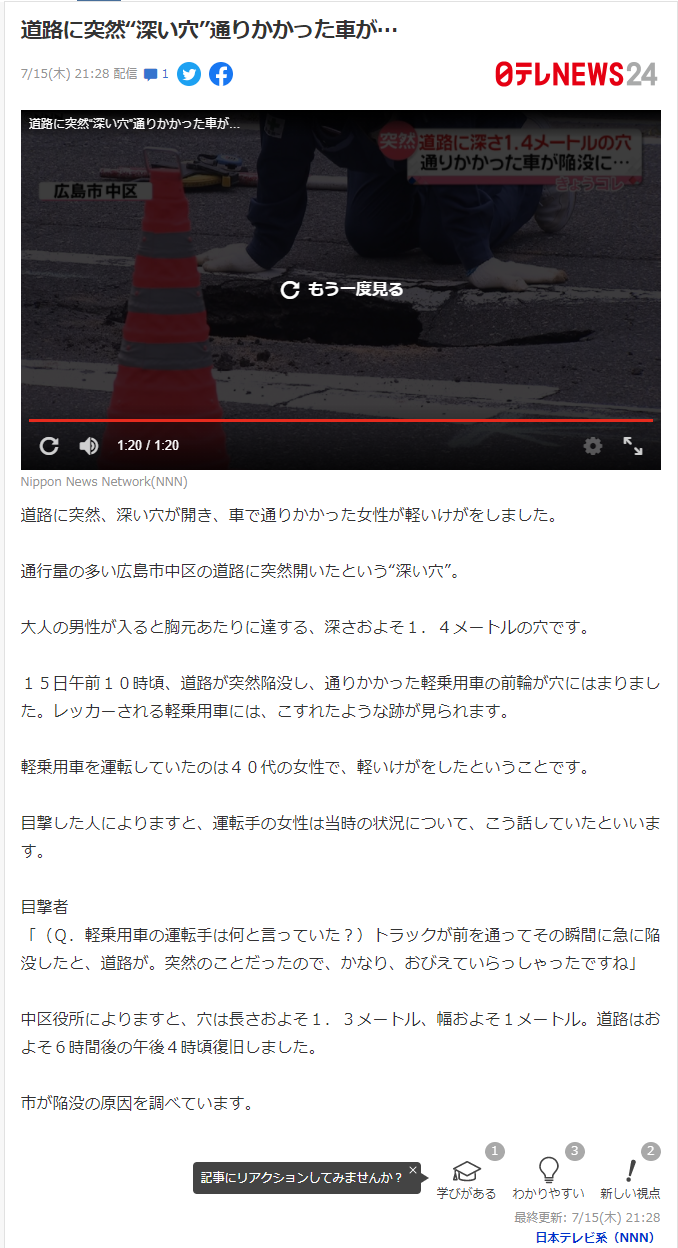 道路に突然“深い穴”通りかかった車が…
7/15(木) 21:28 配信 1
日テレNEWS24
道路に突然“深い穴”通りかかった車が...
突然 道路に深さ1.4メートルの穴
通りかかった車が陥没に…
きょうコレ
広島市中区
もう一度見る
1:20 / 1:20
Nippon News Network(NNN)
道路に突然、深い穴が開き、車で通りかかった女性が軽いけがをしました。
通行量の多い広島市中区の道路に突然開いたという“深い穴”。
大人の男性が入ると胸元あたりに達する、深さおよそ１．４メートルの穴です。
１５日午前１０時頃、道路が突然陥没し、通りかかった軽乗用車の前輪が穴にはまりまし
た。レッカーされる軽乗用車には、こすれたような跡が見られます。
軽乗用車を運転していたのは４０代の女性で、軽いけがをしたということです。
目撃した人によりますと、運転手の女性は当時の状況について、こう話していたといいま
す。
目撃者
「（Ｑ．軽乗用車の運転手は何と言っていた？）トラックが前を通ってその瞬間に急に陥
没したと、道路が。突然のことだったので、かなり、おびえていらっしゃったですね」
中区役所によりますと、穴は長さおよそ１．３メートル、幅およそ１メートル。道路はお
よそ６時間後の午後４時頃復旧しました。
市が陥没の原因を調べています。
記事にリアクションしてみませんか？
1
学びがある
3
わかりやすい
2
新しい視点
最終更新: 7/15(木) 21:28
日本テレビ系（NNN）